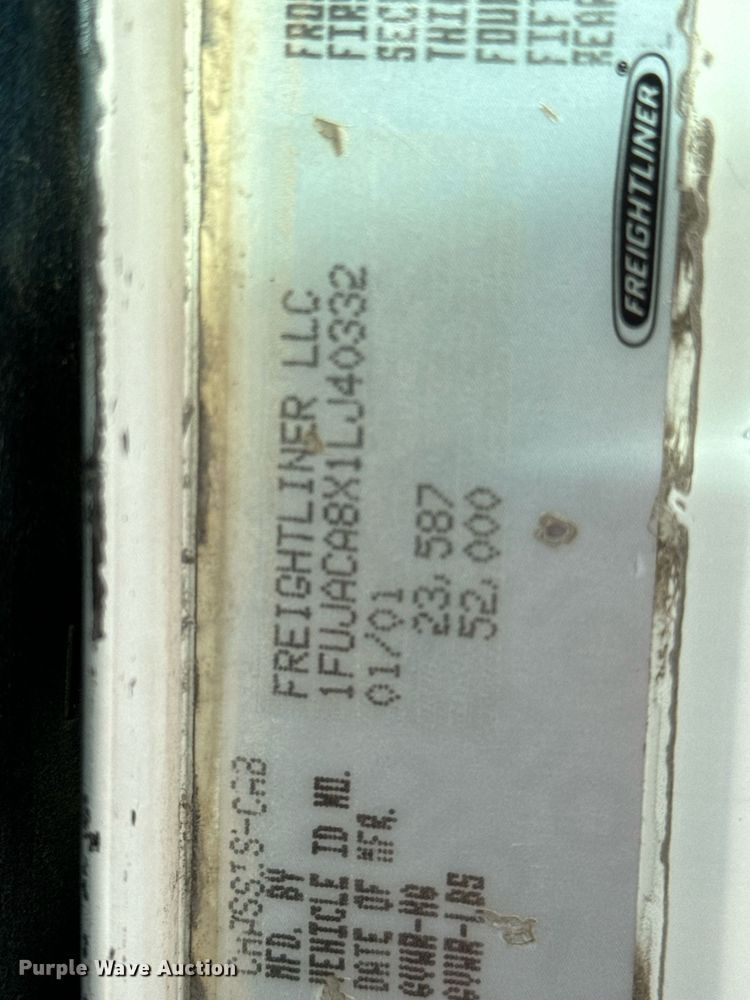 CHASSIS-CAB
MFD. BY FREIGHTLINER LLC FRO
VEHICLE ID NO. 1FUJACA8X1LJ40332 FIR
DATE OF MFR. 01/01 SEC
GVWR-KG 23,587 THI
GVWR-LBS 52,000 FOU
FIF
REAR
FREIGHTLINER
Purple Wave Auction